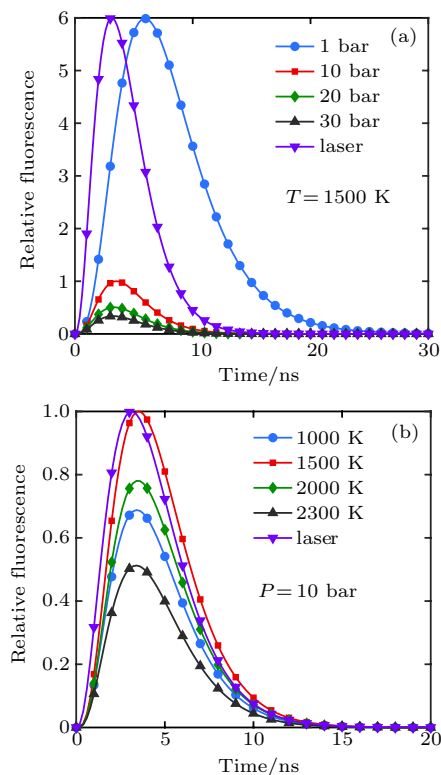 (a)
6
5
4
3
2
1
0
Relative fluorescence
1 bar
10 bar
20 bar
30 bar
laser
T=1500 K
0 10 20 30
Time/ns
(b)
1.0
0.8
0.6
0.4
0.2
0
Relative fluorescence
1000 K
1500 K
2000 K
2300 K
laser
P=10 bar
0 5 10 15 20
Time/ns